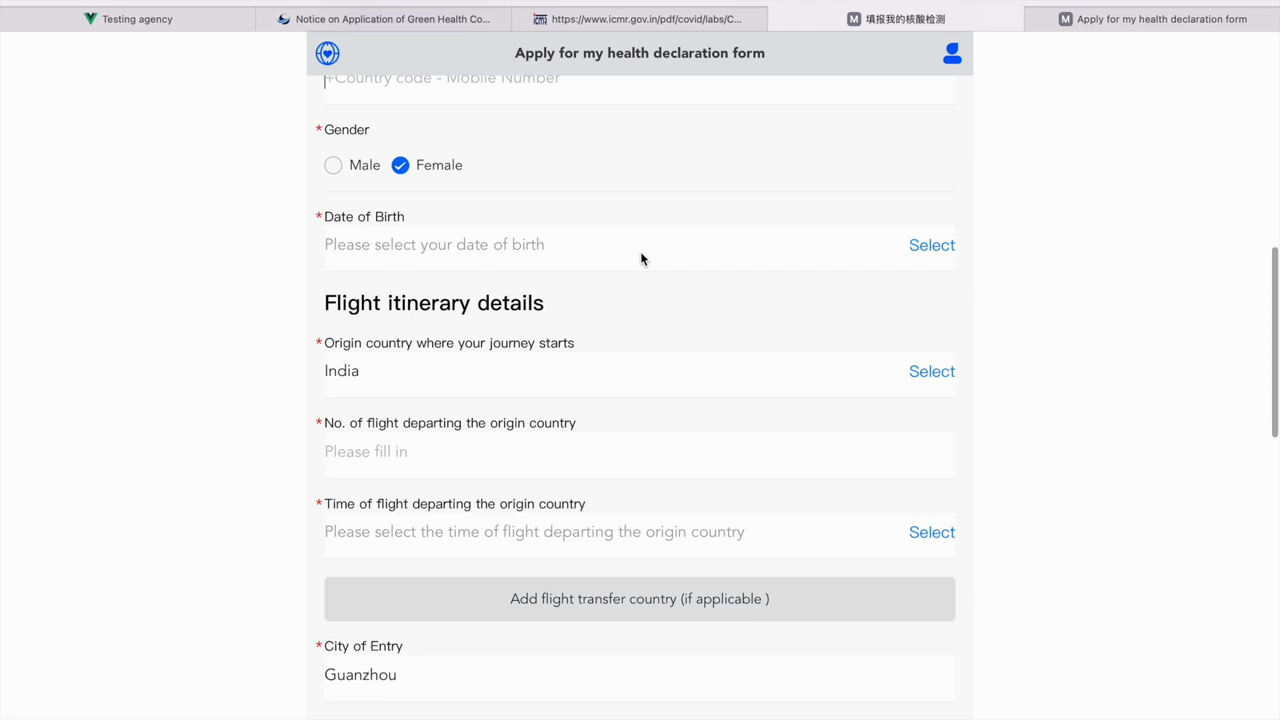 Testing agency
Notice on Application of Green Health Co...
icmr
https://www.icmr.gov.in/pdf/covid/labs/C...
M
填报我的核酸检测
M
Apply for my health declaration form
Apply for my health declaration form
+Country code - Mobile Number
*Gender
Male Female
*Date of Birth
Please select your date of birth Select
Flight itinerary details
*Origin country where your journey starts
India Select
*No. of flight departing the origin country
Please fill in
*Time of flight departing the origin country
Please select the time of flight departing the origin country Select
Add flight transfer country (if applicable )
*City of Entry
Guanzhou